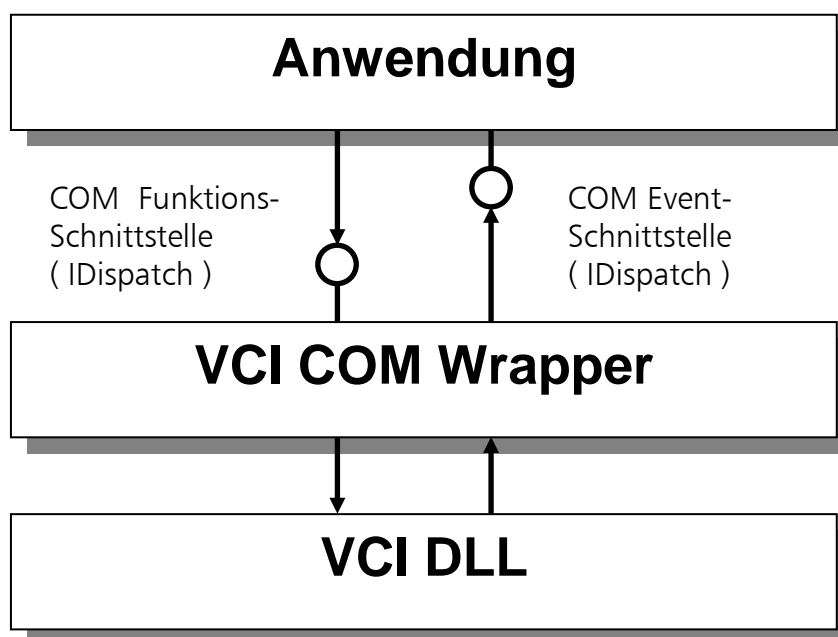 Anwendung
COM Funktions-
Schnittstelle
( IDispatch )
COM Event-
Schnittstelle
( IDispatch )
VCI COM Wrapper
VCI DLL